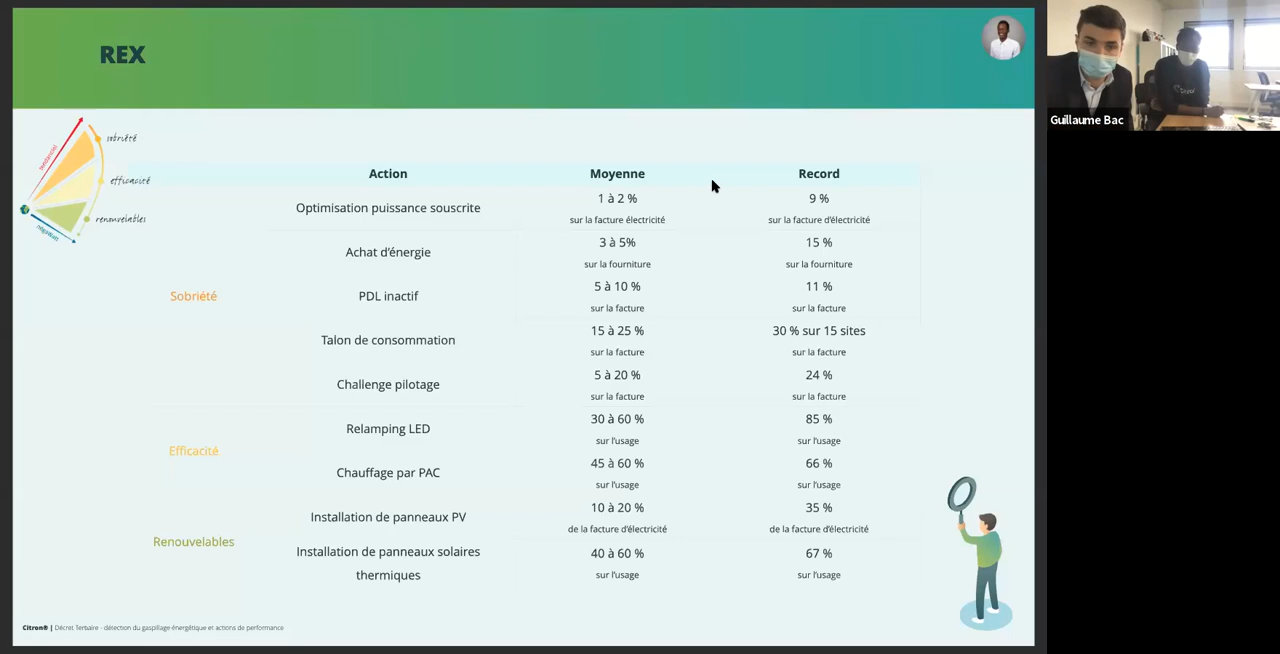 REX
sobriété
efficacité
renouvelables
négaWatt
Action
Moyenne
Record
Sobriété
Optimisation puissance souscrite
1 à 2 %
sur la facture électricité
9 %
sur la facture d'électricité
Achat d'énergie
3 à 5%
sur la fourniture
15 %
sur la fourniture
PDL inactif
5 à 10 %
sur la facture
11 %
sur la facture
Talon de consommation
15 à 25 %
sur la facture
30 % sur 15 sites
sur la facture
Challenge pilotage
5 à 20 %
sur la facture
24 %
sur la facture
Efficacité
Relamping LED
30 à 60 %
sur l'usage
85 %
sur l'usage
Chauffage par PAC
45 à 60 %
sur l'usage
66 %
sur l'usage
Renouvelables
Installation de panneaux PV
10 à 20 %
de la facture d'électricité
35 %
de la facture d'électricité
Installation de panneaux solaires
thermiques
40 à 60 %
sur l'usage
67 %
sur l'usage
Citron® | Décret Tertiaire - détection du gaspillage énergétique et actions de performance
Guillaume Bac